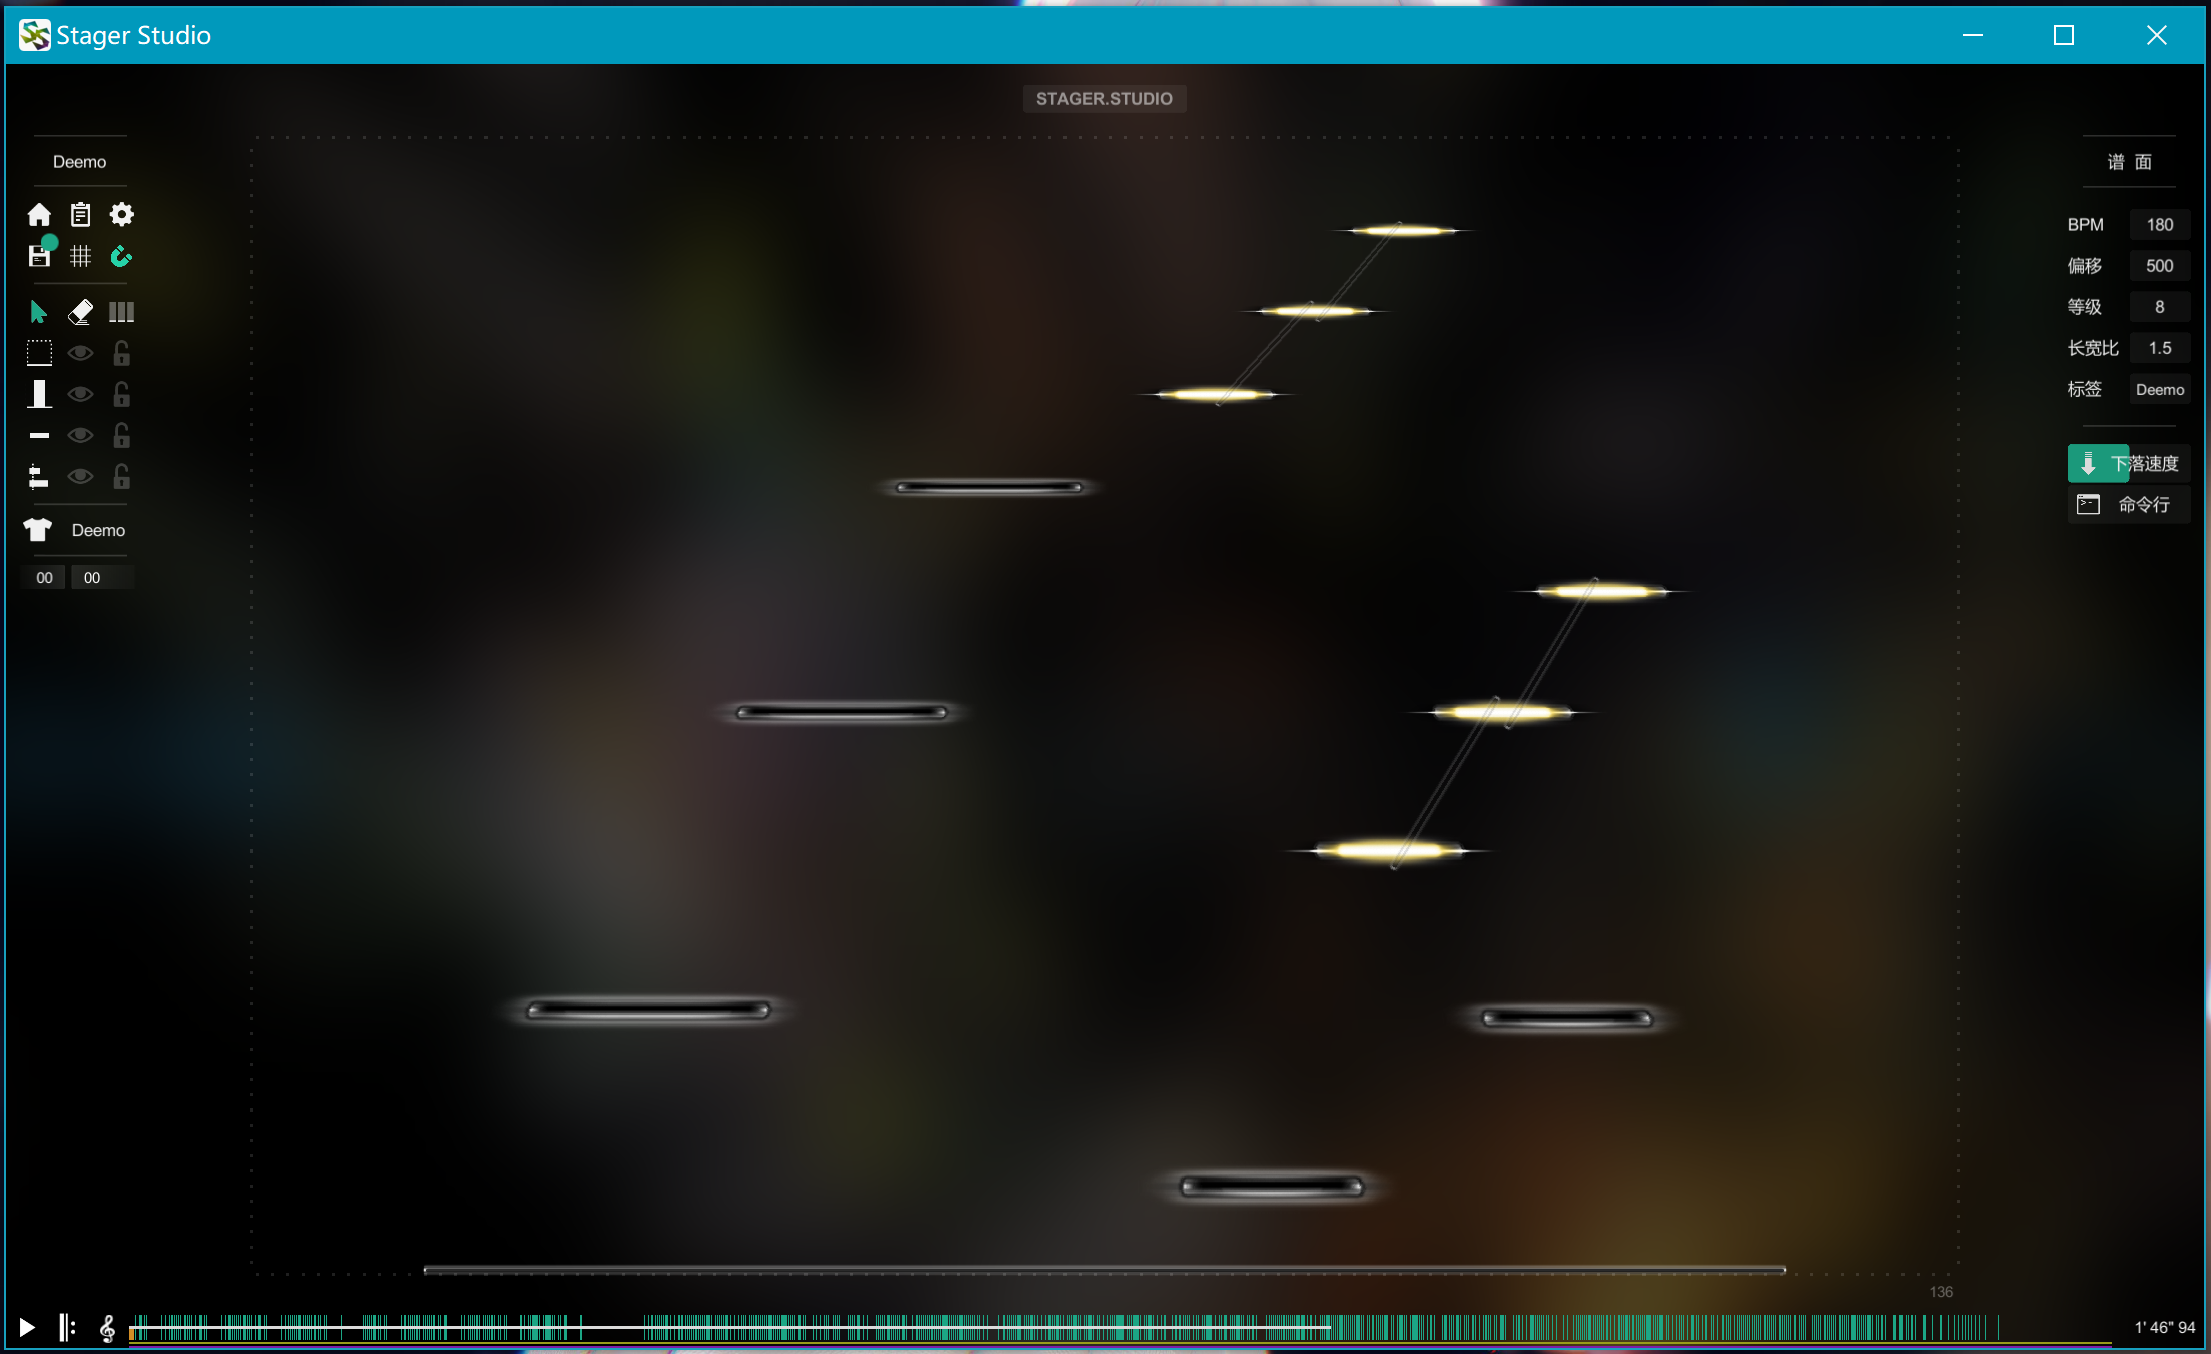 Stager Studio
STAGER.STUDIO
Deemo
Deemo
00 00
谱 面
BPM 180
偏移 500
等级 8
长宽比 1.5
标签 Deemo
下落速度
命令行
136
1' 46" 94